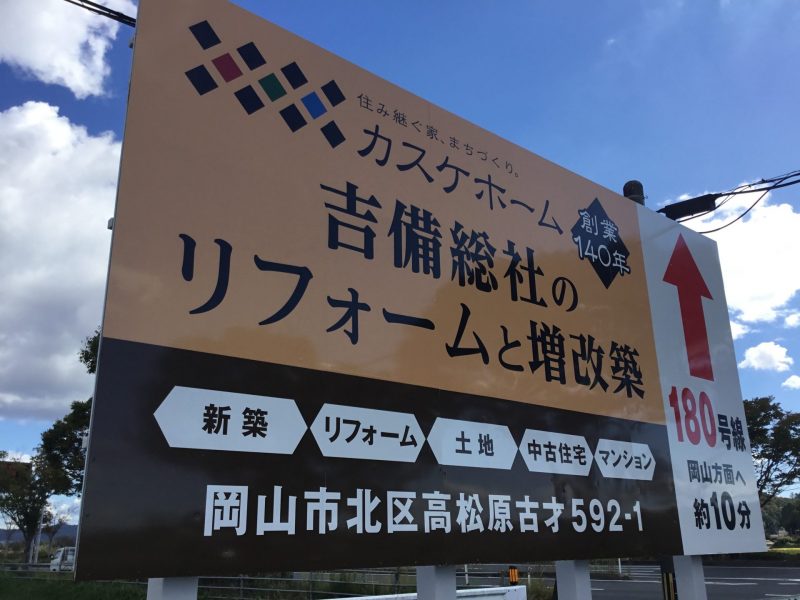 住み継ぐ家、まちづくり。
カスケホーム
創業
140年
吉備総社の
リフォームと増改築
新築
リフォーム
土地
中古住宅
マンション
岡山市北区高松原古才592-1
180号線
岡山方面へ
約10分